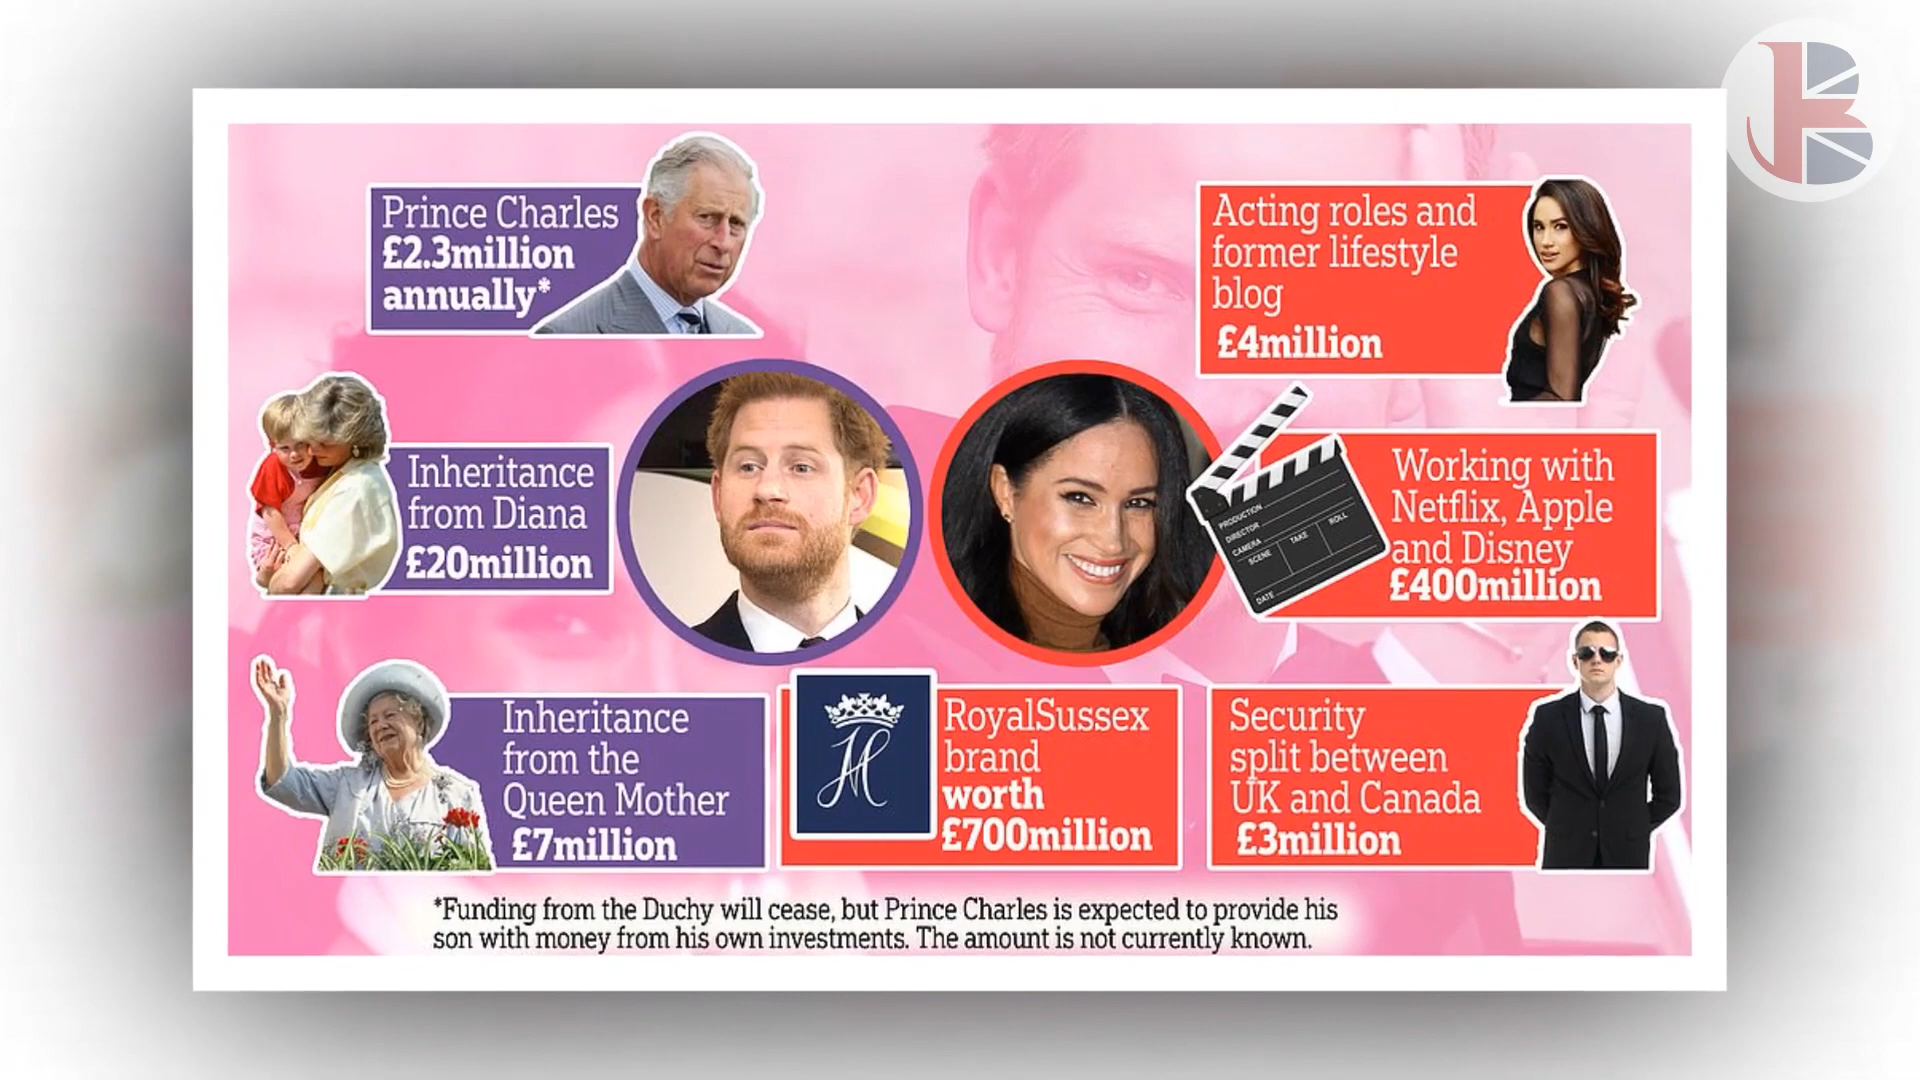 Prince Charles
£2.3million
annually*
Acting roles and
former lifestyle
blog
£4million
Inheritance
from Diana
£20million
PRODUCTION
DIRECTOR
CAMERA
SCENE TAKE ROLL
DATE
Working with
Netflix, Apple
and Disney
£400million
Inheritance
from the
Queen Mother
£7million
RoyalSussex
brand
worth
£700million
Security
split between
UK and Canada
£3million
*Funding from the Duchy will cease, but Prince Charles is expected to provide his
son with money from his own investments. The amount is not currently known.